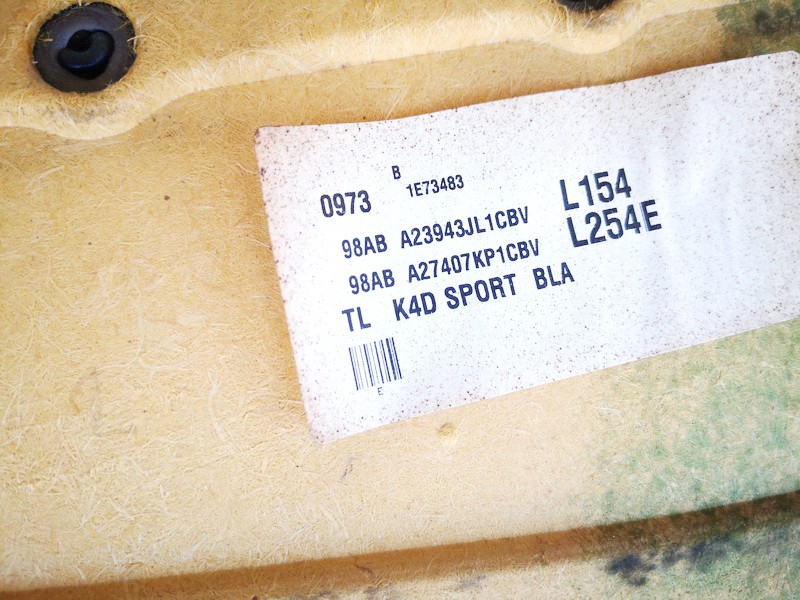 B
0973 1E73483
98AB A23943JL1CBV L154
98AB A27407KP1CBV L254E
TL K4D SPORT BLA
E